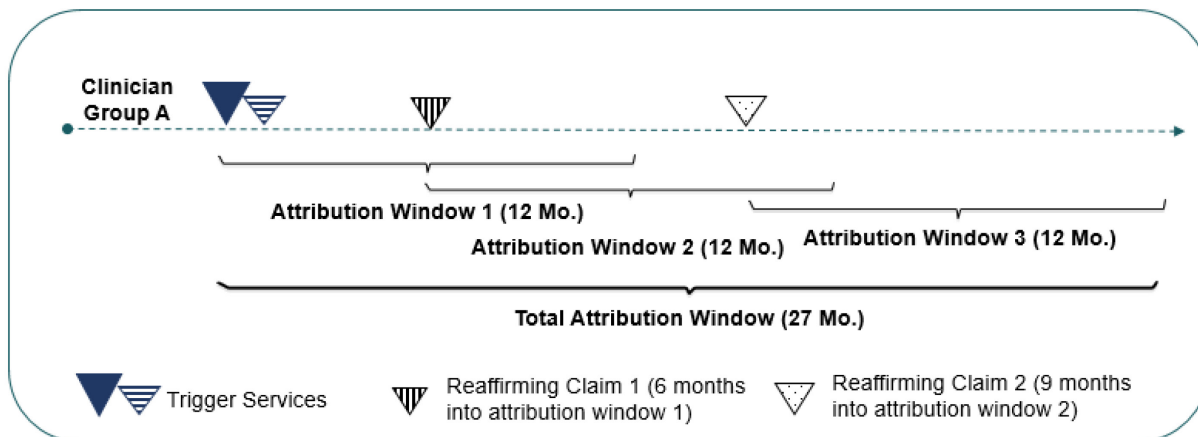 Clinician
Group A
Attribution Window 1 (12 Mo.)
Attribution Window 2 (12 Mo.)
Attribution Window 3 (12 Mo.)
Total Attribution Window (27 Mo.)
Trigger Services
Reaffirming Claim 1 (6 months
into attribution window 1)
Reaffirming Claim 2 (9 months
into attribution window 2)